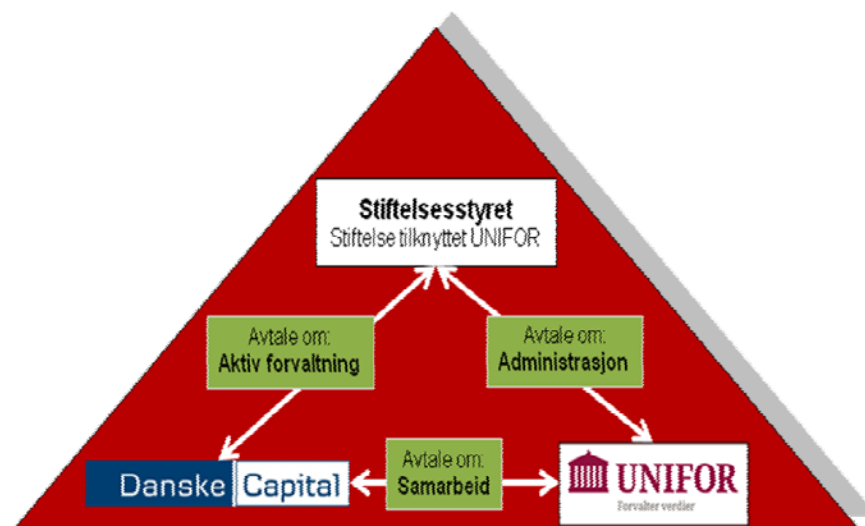 Stiftelsesstyret
Stiftelse tilknyttet UNIFOR
Avtale om:
Aktiv forvaltning
Avtale om:
Administrasjon
Danske Capital
Avtale om:
Samarbeid
UNIFOR
Forvalter verdier